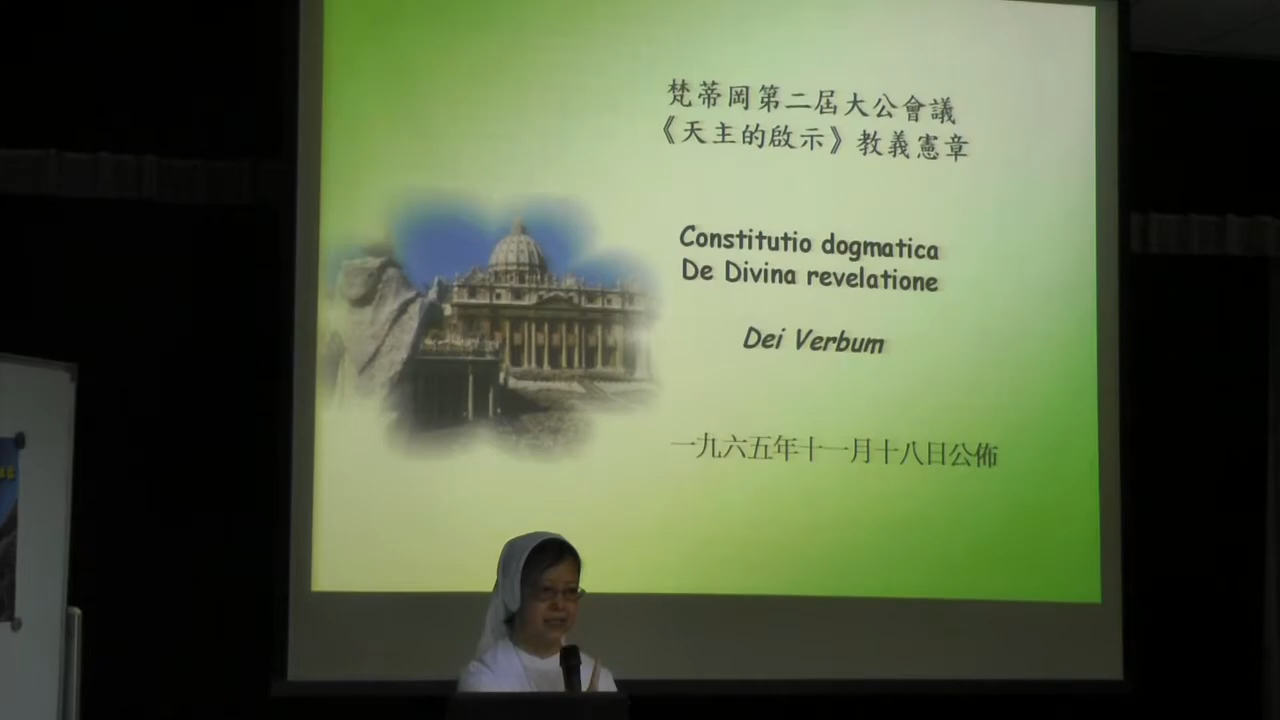 梵蒂岡第二屆大公會議
《天主的啟示》教義憲章
Constitutio dogmatica
De Divina revelatione
Dei Verbum
一九六五年十一月十八日公佈